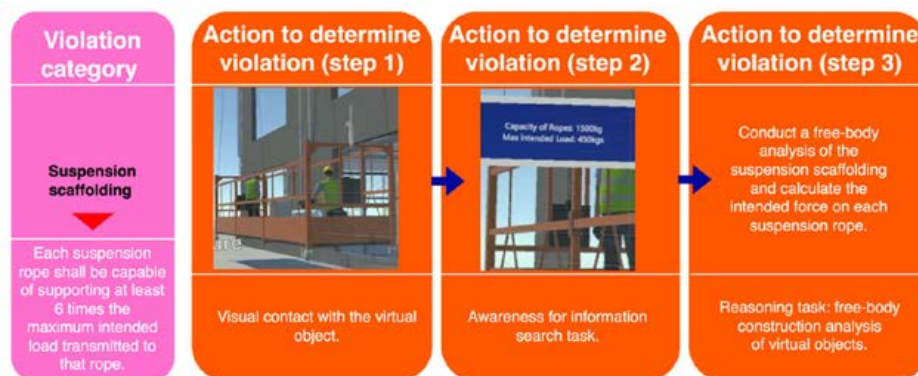 Violation
category
Suspension
scaffolding
Each suspension
rope shall be capable
of supporting at least
6 times the
maximum intended
load transmitted to
that rope.
Action to determine
violation (step 1)
Visual contact with the virtual
object.
Action to determine
violation (step 2)
Capacity of Ropes: 1500kg
Max Intended Load: 450kgs
Awareness for information
search task.
Action to determine
violation (step 3)
Conduct a free-body
analysis of the
suspension scaffolding
and calculate the
intended force on each
suspension rope.
Reasoning task: free-body
construction analysis
of virtual objects.